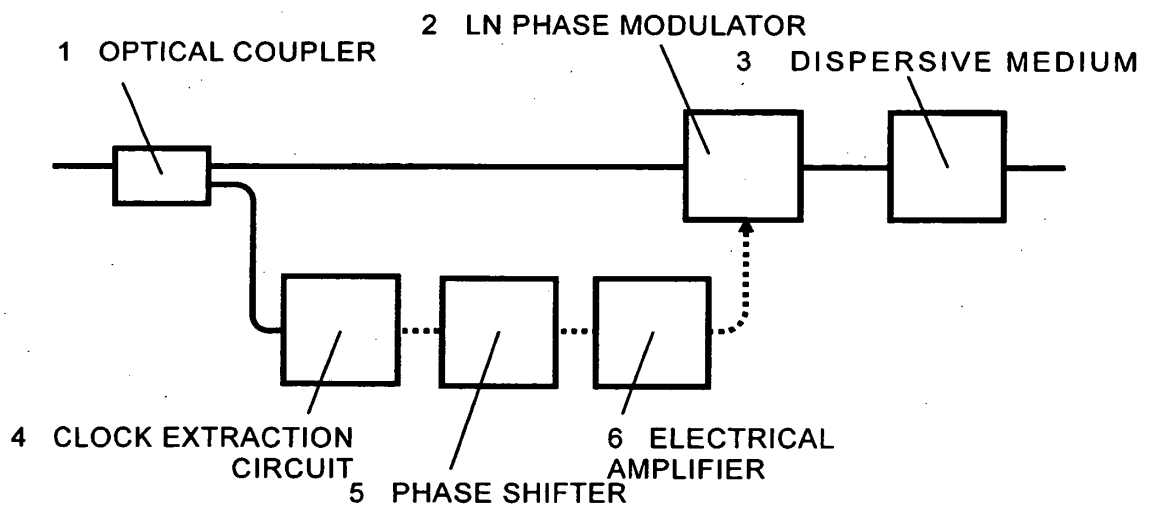 2 LN PHASE MODULATOR
1 OPTICAL COUPLER
3 DISPERSIVE MEDIUM
4 CLOCK EXTRACTION
CIRCUIT
6 ELECTRICAL
AMPLIFIER
5 PHASE SHIFTER